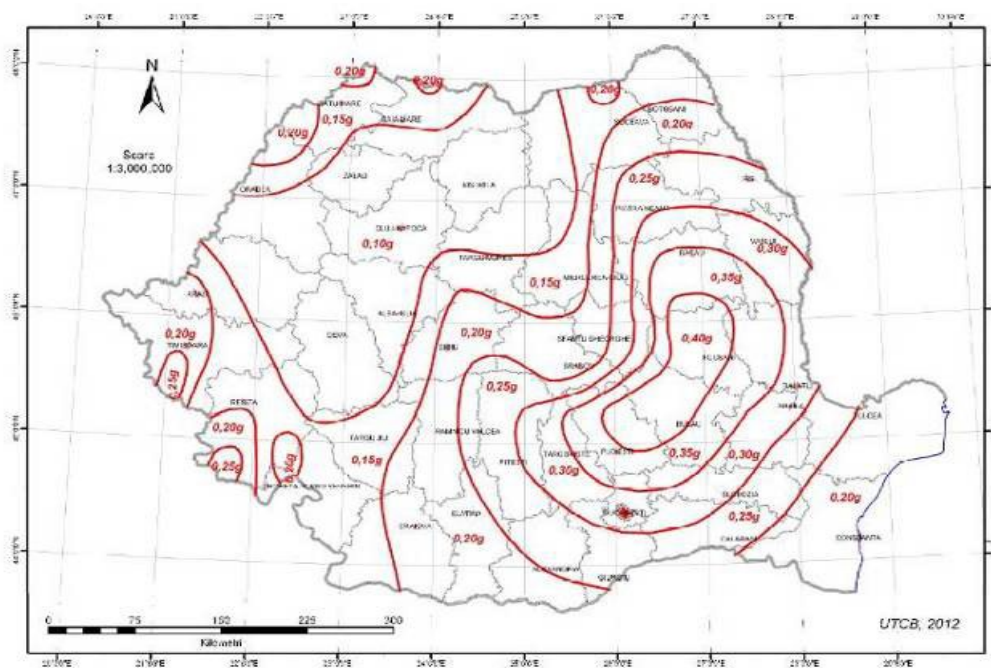 N
Scara
1:3,000,000
0,20g
0,20g
0,20g
SATU MARE
0,15g
BAIA MARE
BOTOSANI
SUCEAVA
0,20g
0,20g
ORADEA
ZALAU
BISTRITA
0,25g
IASI
PIATRA NEAMT
CLUJ NAPOCA
0,10g
TARGU MURES
VASLUI
0,30g
BACAU
MIERCUREA CIUC
0,15g
0,35g
ARAD
ALBA IULIA
0,20g
TIMISOARA
DEVA
SIBIU
0,20g
SFANTU GHEORGHE
BRASOV
0,40g
FOCSANI
0,25g
0,25g
RESITA
GALATI
BRAILA
TULCEA
0,20g
TARGU JIU
RAMNICU VALCEA
BUZAU
0,15g
PITESTI
TARGOVISTE
PLOIESTI
0,30g
0,35g
0,30g
0,25g
0,20g
SLOBOZIA
0,20g
0,25g
CRAIOVA
SLATINA
0,20g
CALARASI
CONSTANTA
ALEXANDRIA
GIURGIU
0 75 150 225 300
Kilometri
UTCB, 2012